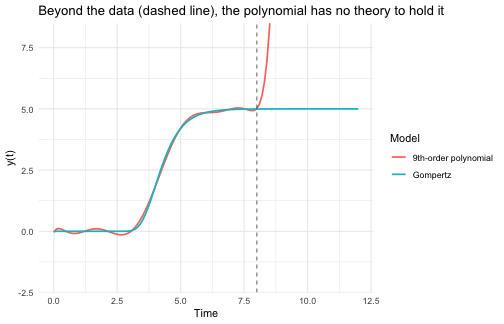 Beyond the data (dashed line), the polynomial has no theory to hold it
7.5
5.0
2.5
0.0
-2.5
y(t)
0.0 2.5 5.0 7.5 10.0 12.5
Time
Model
9th-order polynomial
Gompertz